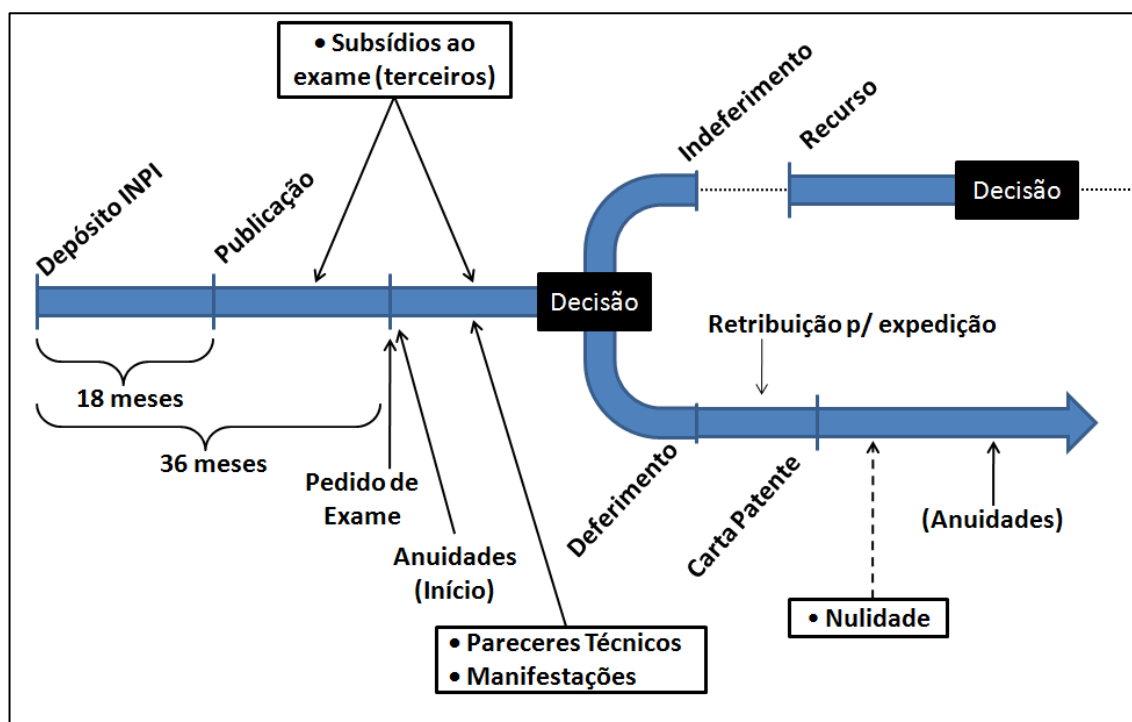 • Subsídios ao
exame (terceiros)
Depósito INPI
Publicação
Indeferimento
Recurso
Decisão
Decisão
Retribuição p/ expedição
18 meses
36 meses
Pedido de
Exame
Anuidades
(Início)
Deferimento
Carta Patente
(Anuidades)
• Nulidade
• Pareceres Técnicos
• Manifestações